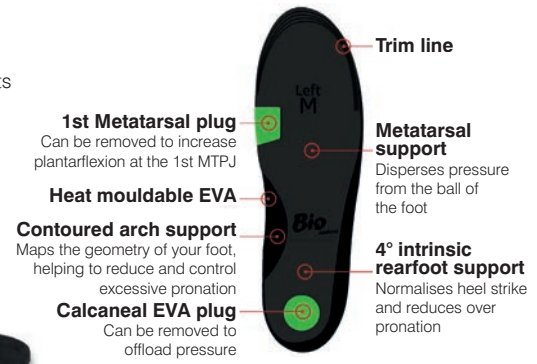 ts
Trim line
Left
M
1st Metatarsal plug
Can be removed to increase
plantarflexion at the 1st MTPJ
Metatarsal
support
Disperses pressure
from the ball of
the foot
Heat mouldable EVA
Bio
Contoured arch support
Maps the geometry of your foot,
helping to reduce and control
excessive pronation
4° intrinsic
rearfoot support
Normalises heel strike
and reduces over
pronation
Calcaneal EVA plug
Can be removed to
offload pressure